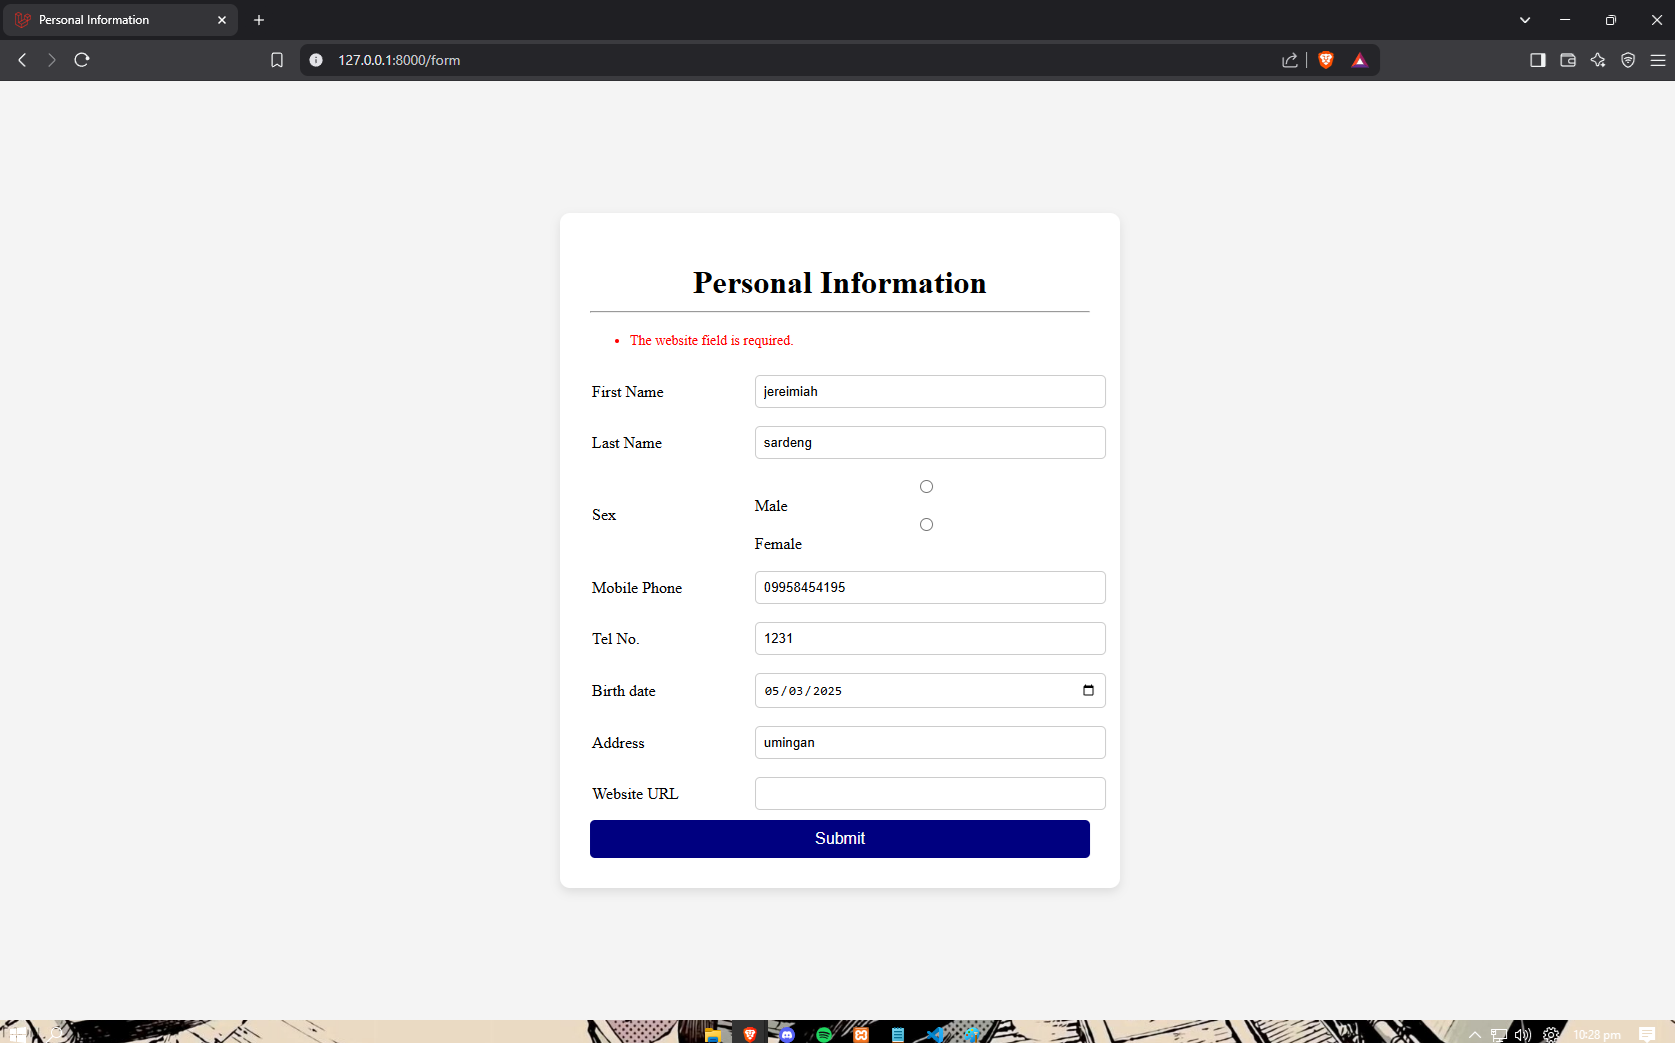 Personal Information
127.0.0.1:8000/form
Personal Information
The website field is required.
First Name jereimiah
Last Name sardeng
Sex
Male
Female
Mobile Phone 09958454195
Tel No. 1231
Birth date 05/03/2025
Address umingan
Website URL
Submit
10:28 pm